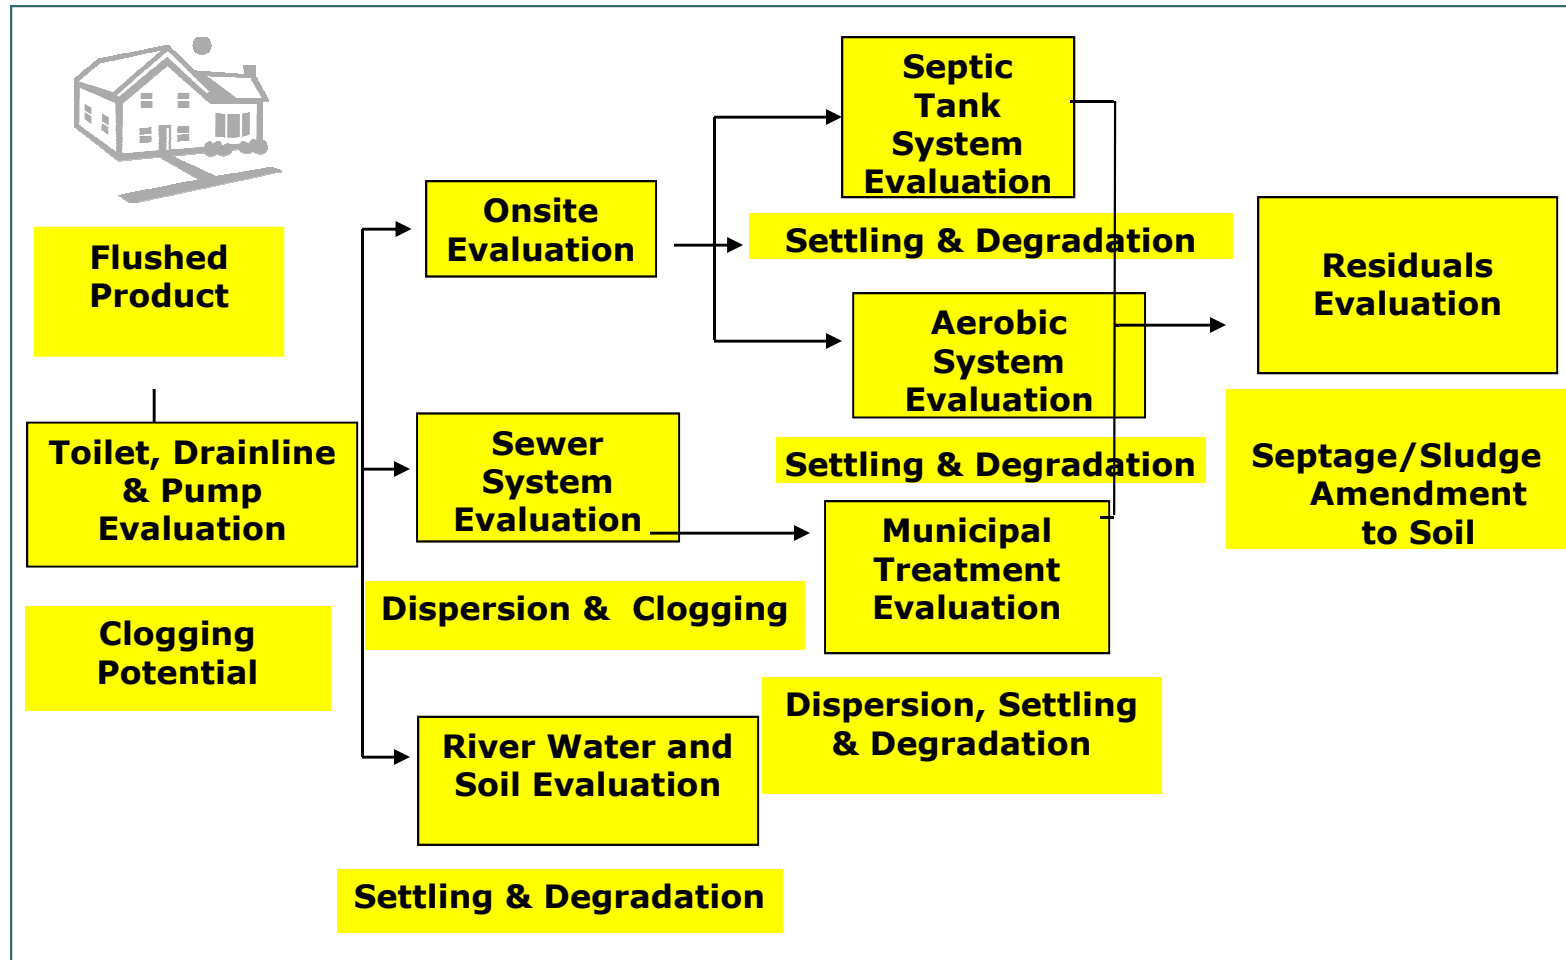 Flushed
Product
Toilet, Drainline
& Pump
Evaluation
Clogging
Potential
Onsite
Evaluation
Sewer
System
Evaluation
Dispersion & Clogging
River Water and
Soil Evaluation
Settling & Degradation
Septic
Tank
System
Evaluation
Settling & Degradation
Aerobic
System
Evaluation
Settling & Degradation
Municipal
Treatment
Evaluation
Dispersion, Settling
& Degradation
Residuals
Evaluation
Septage/Sludge
Amendment
to Soil